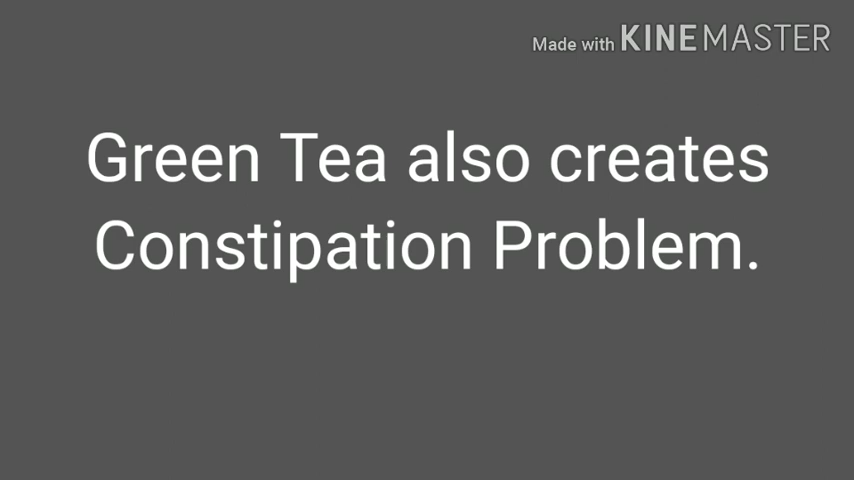 Made with KINEMASTER
Green Tea also creates
Constipation Problem.